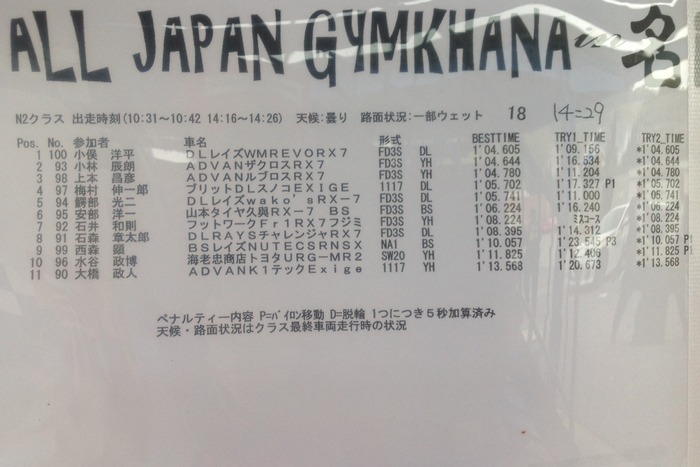 ALL JAPAN GYMKHANA in 名
N2クラス 出走時刻(10:31～10:42 14:16～14:26) 天候:曇り 路面状況:一部ウェット 18 14=29
Pos. No. 参加者 車名 形式 BESTTIME TRY1_TIME TRY2_TIME
1 100 小俣 洋平 DLレイズWMREVORX7 FD3S DL 1'04.605 1'09.156 *1'04.605
2 93 小林 辰朗 ADVANザクロスRX7 FD3S YH 1'04.644 1'16.534 *1'04.644
3 98 上本 昌彦 ADVANルブロスRX7 FD3S YH 1'04.780 1'11.204 *1'04.780
4 97 梅村 伸一郎 ブリットDLスノコEXIGE 1117 DL 1'05.702 1'17.327 P1 *1'05.702
5 94 鰐部 光二 DLレイズwako'sRX-7 FD3S DL 1'05.741 1'11.000 *1'05.741
6 95 安部 洋一 山本タイヤ久與RX-7 BS FD3S BS 1'06.224 1'16.240 *1'06.224
7 92 石井 和則 フットワークFr1RX7フジミ FD3S YH 1'08.224 ミスコース *1'08.224
8 91 石森 章太郎 DLRAYSチャレンジャRX7 FD3S DL 1'08.395 1'14.312 *1'08.395
9 99 西森 顕 BSレイズNUTECSRNSX NA1 BS 1'10.057 1'23.545 P3 *1'10.057 P1
10 96 水谷 政博 海老忠商店トヨタURG-MR2 SW20 YH 1'11.825 1'12.406 *1'11.825
11 90 大橋 政人 ADVANK1テックExige 1117 YH 1'13.568 1'20.673 *1'13.568
ペナルティー内容 P=パイロン移動 D=脱輪 1つにつき5秒加算済み
天候・路面状況はクラス最終車両走行時の状況